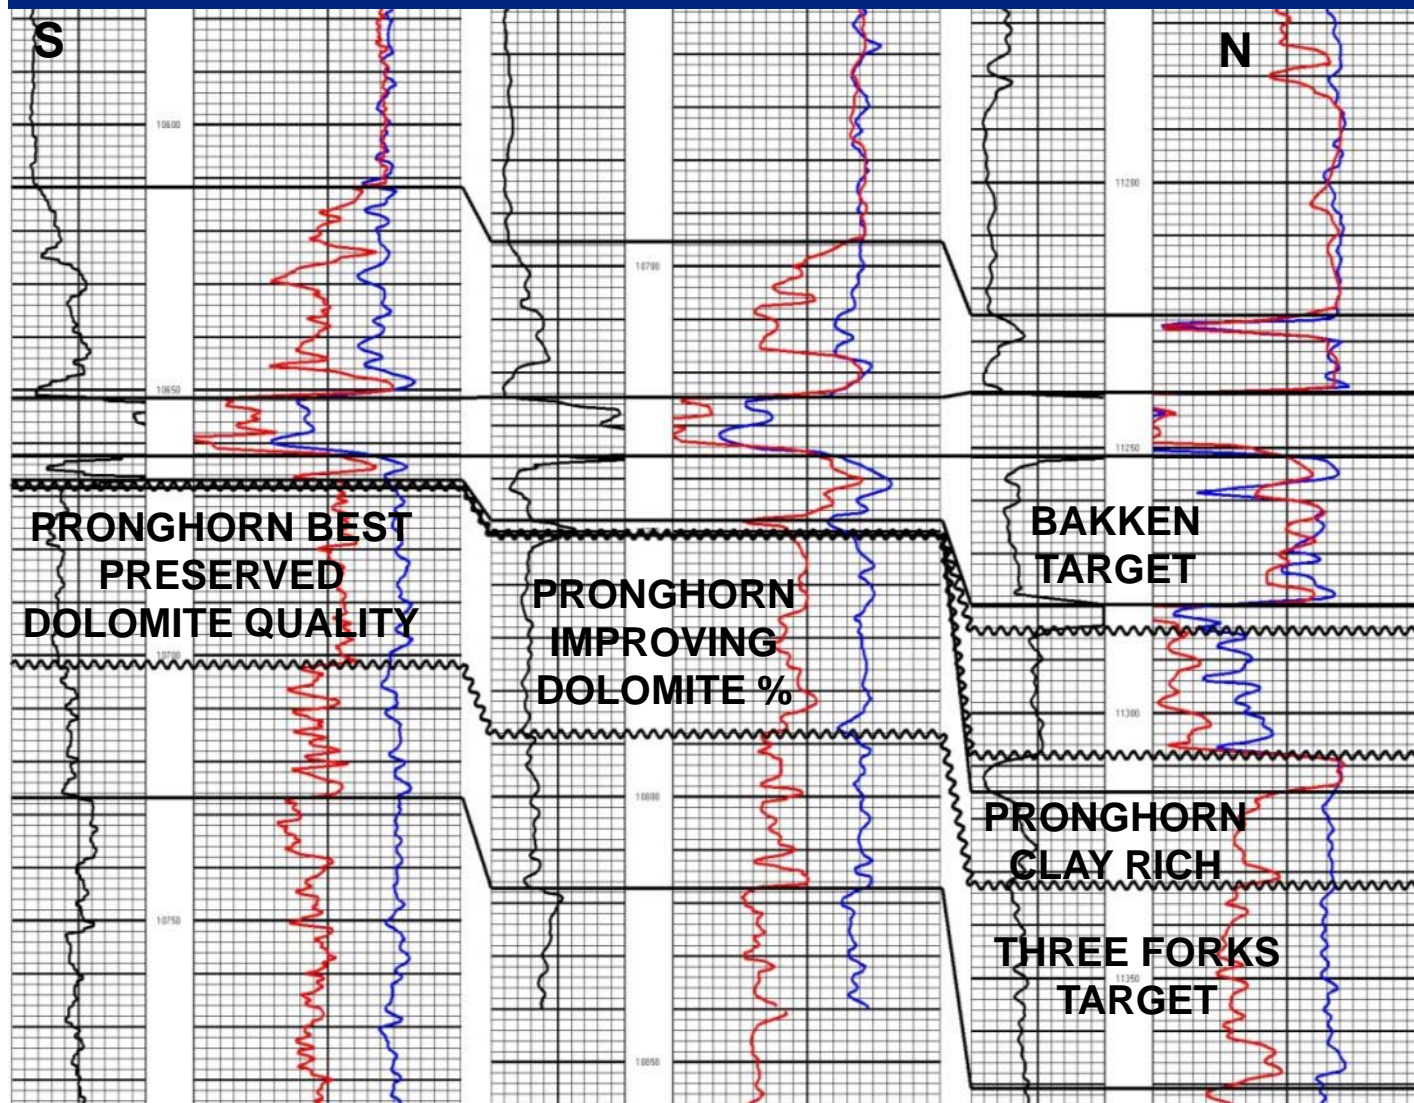 S
N
10600
11200
10700
10650
11250
BAKKEN
TARGET
PRONGHORN BEST
PRESERVED
DOLOMITE QUALITY
PRONGHORN
IMPROVING
DOLOMITE %
10700
11300
10800
PRONGHORN
CLAY RICH
10750
THREE FORKS
TARGET
11350
10850